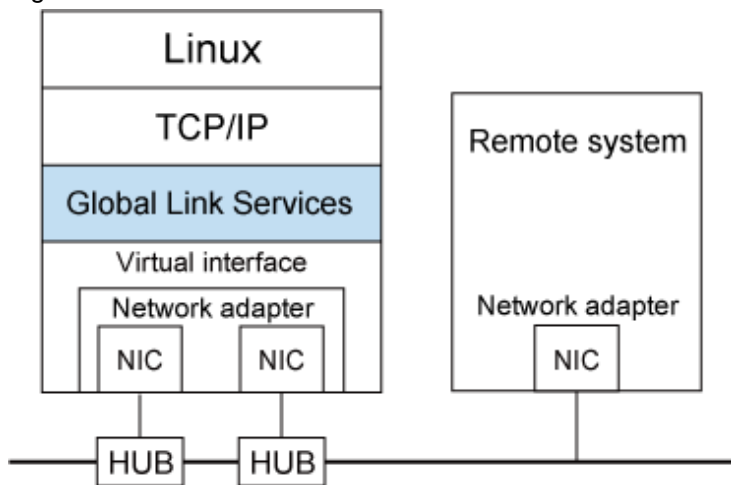 Linux
TCP/IP
Global Link Services
Virtual interface
Network adapter
NIC
NIC
HUB
HUB
Remote system
Network adapter
NIC